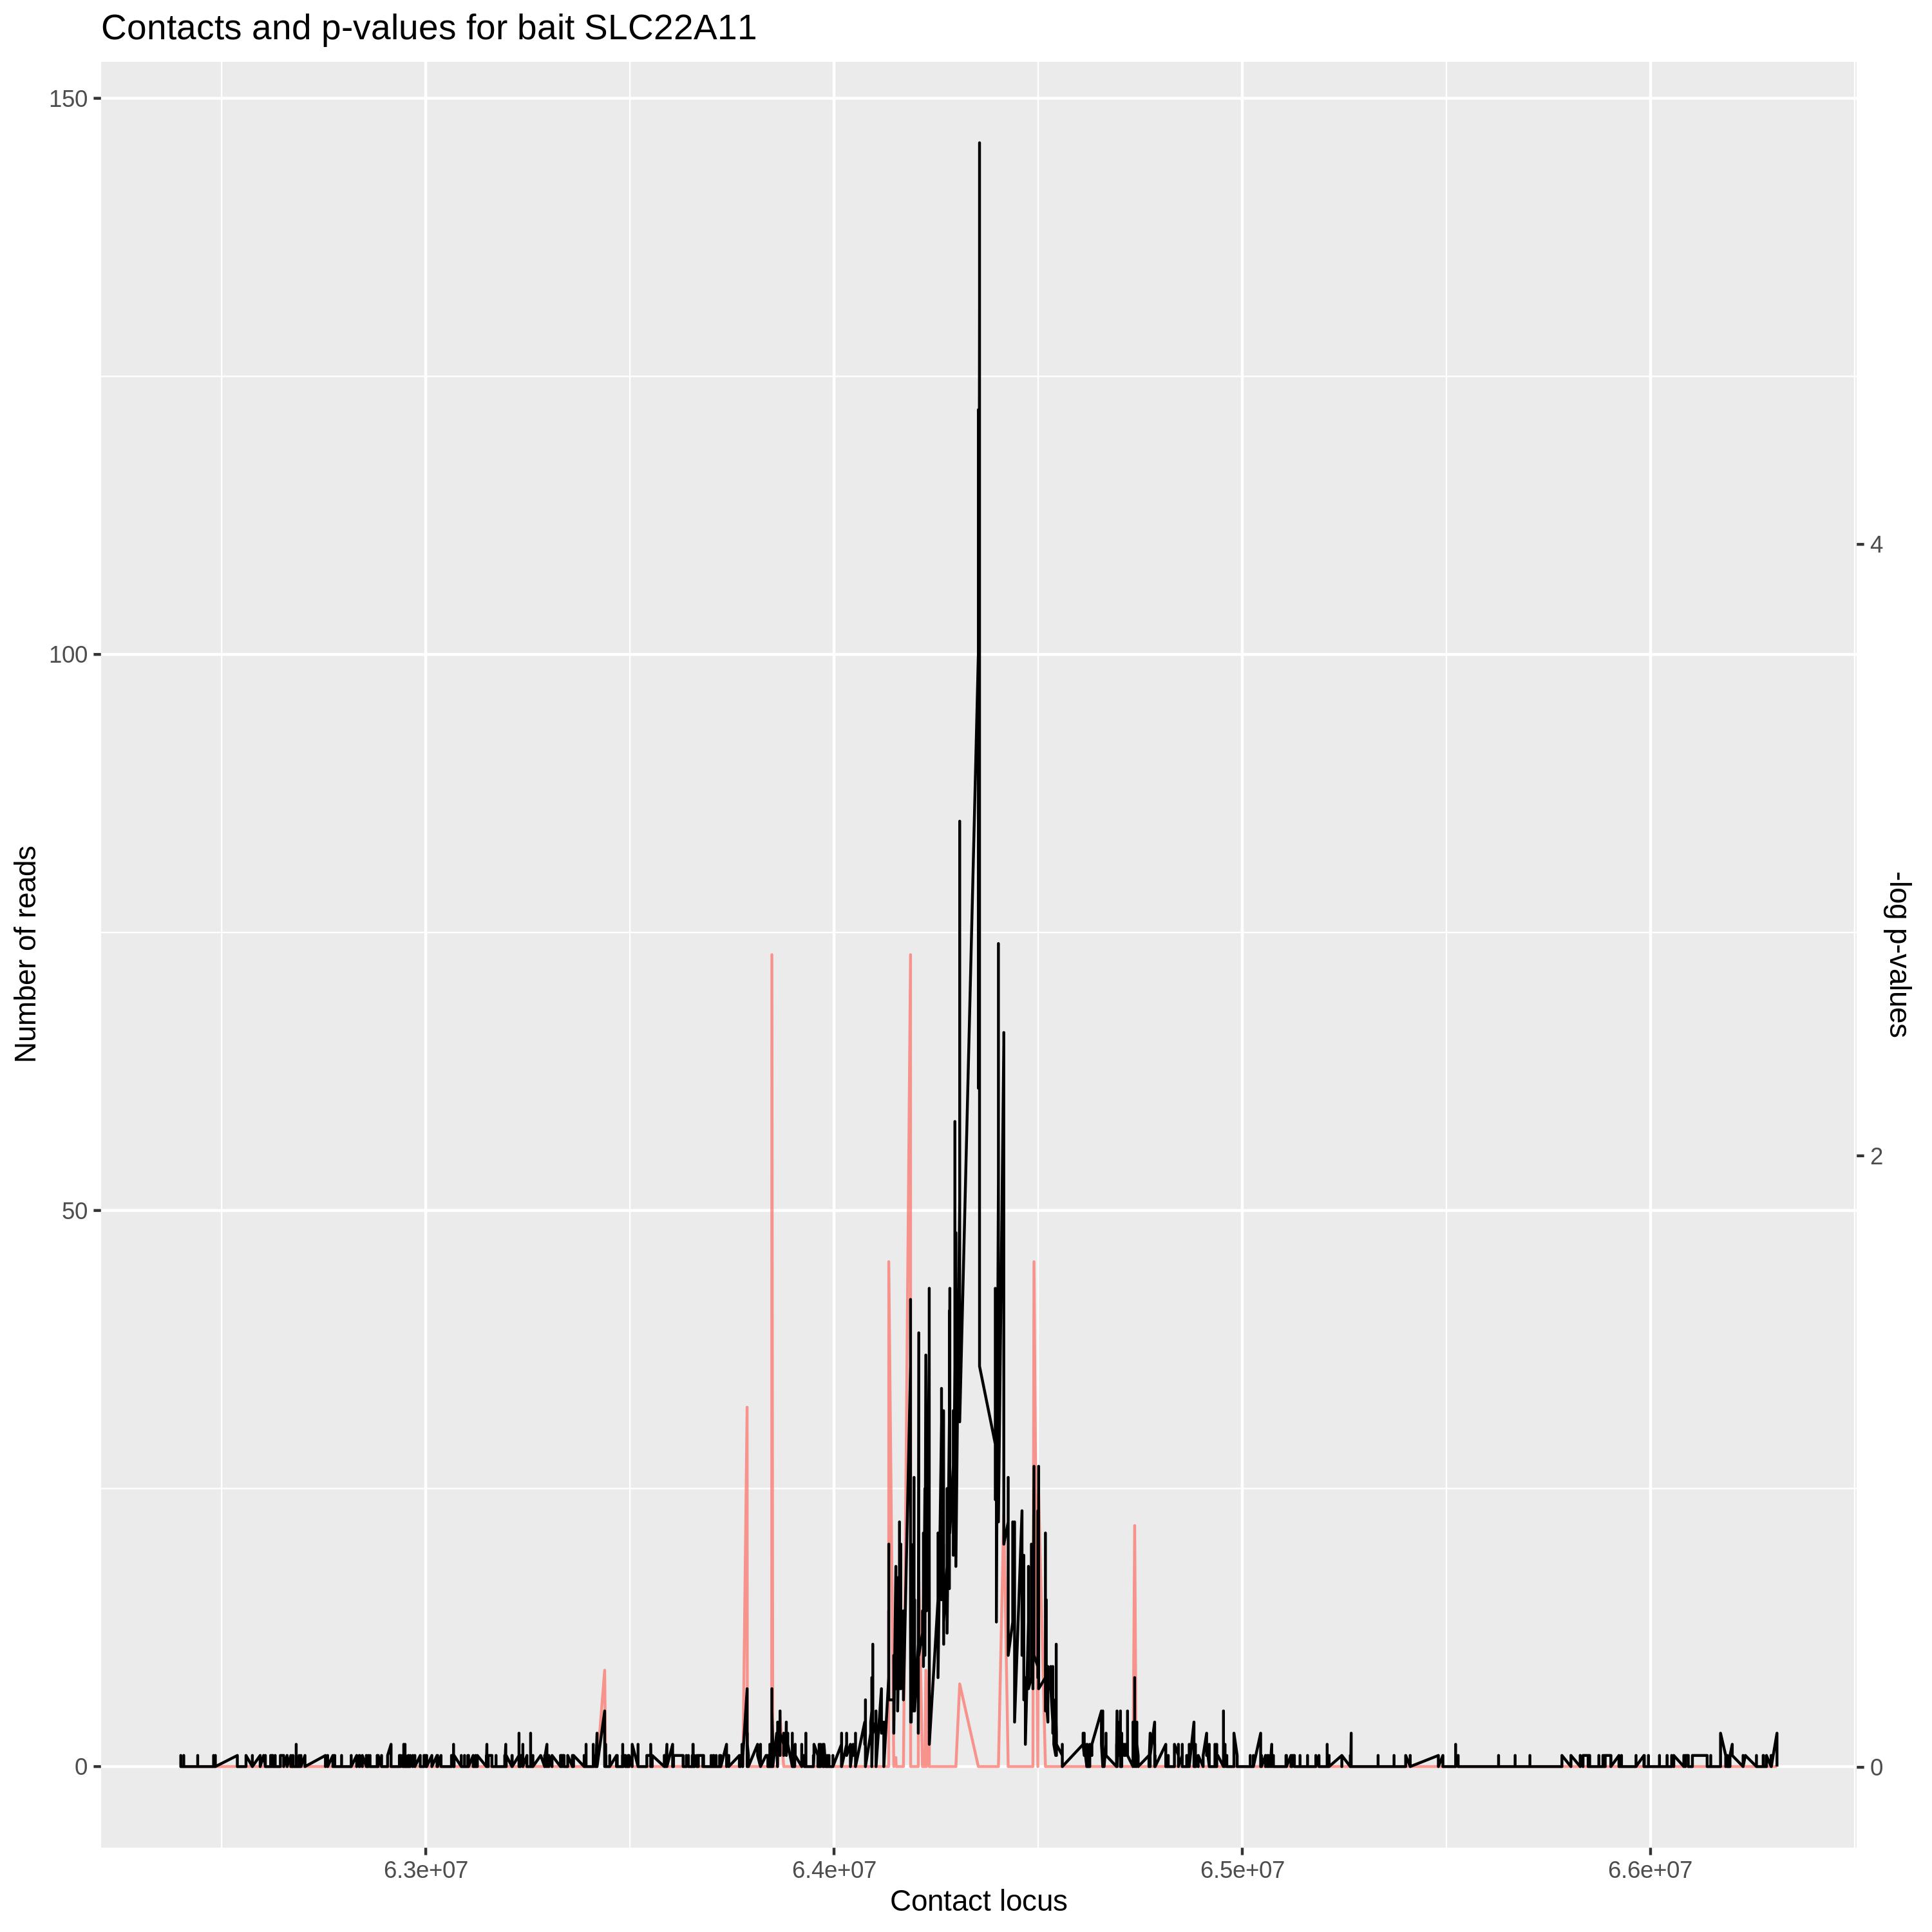 Contacts and p-values for bait SLC22A11
150
100
50
0
Number of reads
4
2
0
-log p-values
6.3e+07
6.4e+07
6.5e+07
6.6e+07
Contact locus